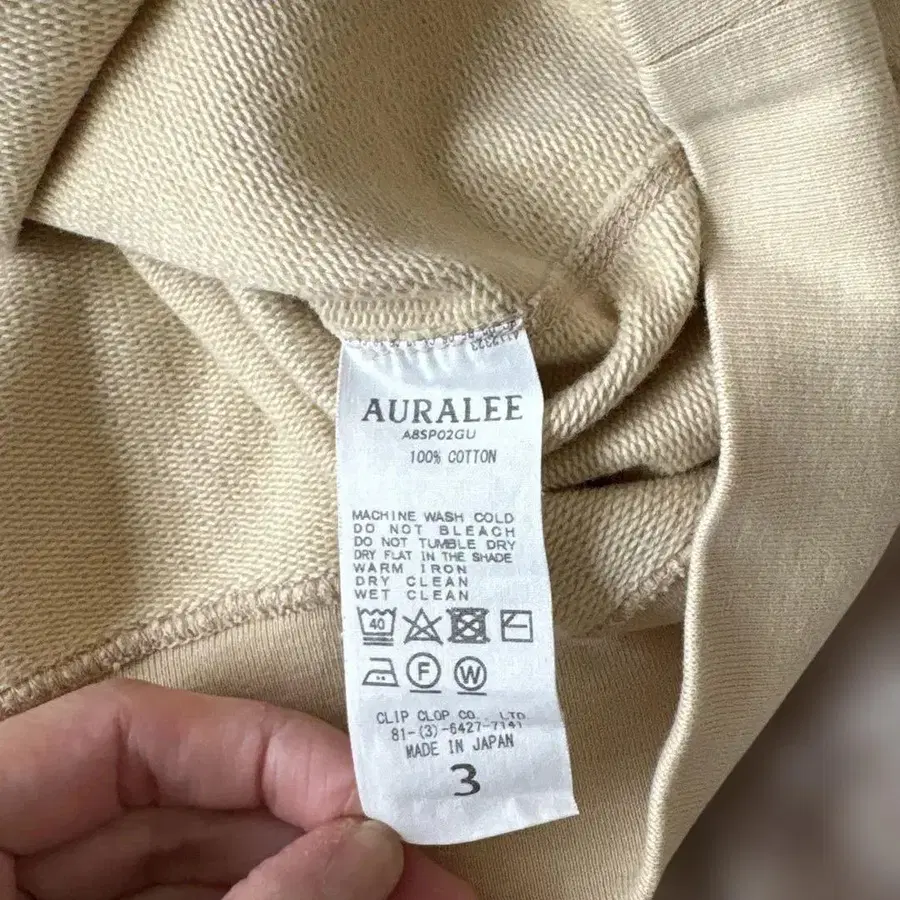 AURALEE
A8SP02GU
100% COTTON
MACHINE WASH COLD
DO NOT BLEACH
DO NOT TUMBLE DRY
DRY FLAT IN THE SHADE
WARM IRON
DRY CLEAN
WET CLEAN
40
F W
CLIP CLOP CO., LTD
81-(3)-6427-7141
MADE IN JAPAN
3